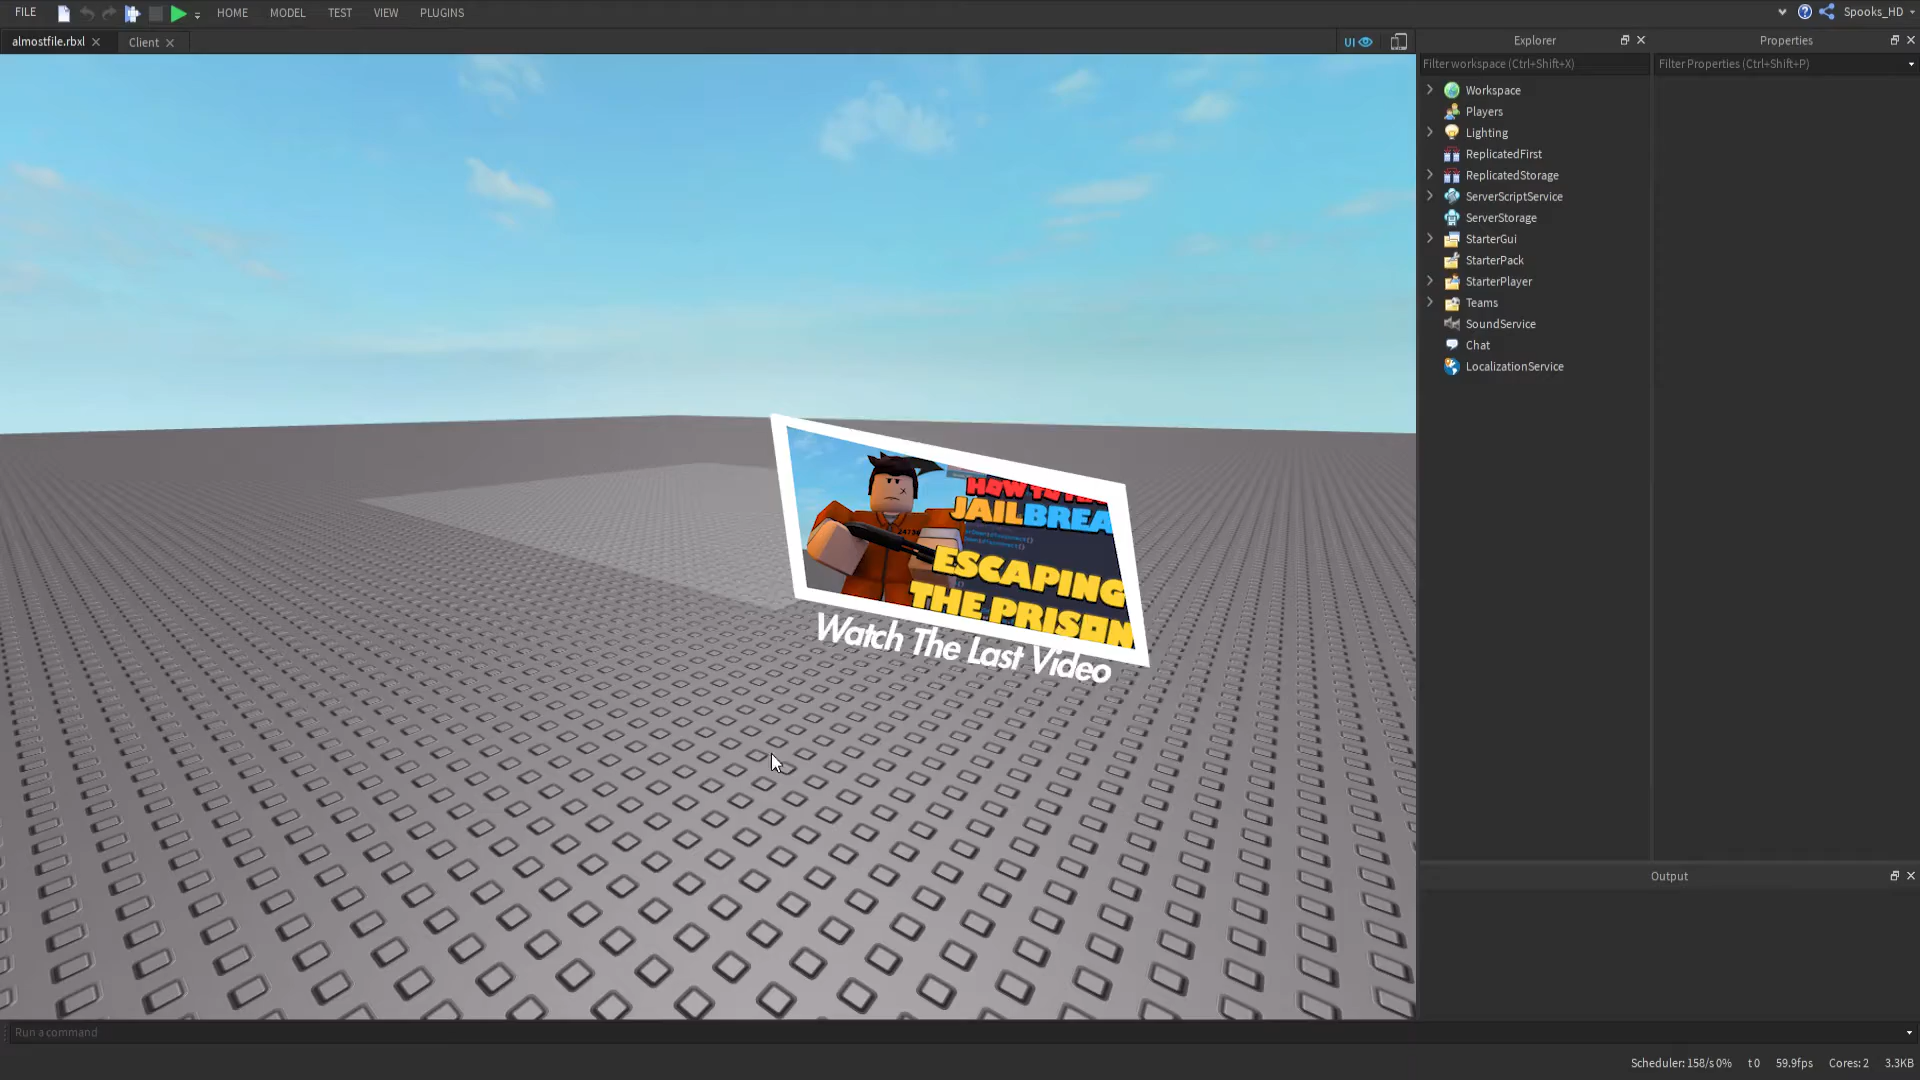 FILE
HOME
MODEL
TEST
VIEW
PLUGINS
Spooks_HD
almostfile.rbxl
Client
UI
Explorer
Properties
Filter workspace (Ctrl+Shift+X)
Filter Properties (Ctrl+Shift+P)
Workspace
Players
Lighting
ReplicatedFirst
ReplicatedStorage
ServerScriptService
ServerStorage
StarterGui
StarterPack
StarterPlayer
Teams
SoundService
Chat
LocalizationService
HOW TO
JAILBREA
ESCAPING
THE PRISON
Watch The Last Video
Output
Run a command
Scheduler: 158/s 0%
t 0
59.9fps
Cores: 2
3.3KB